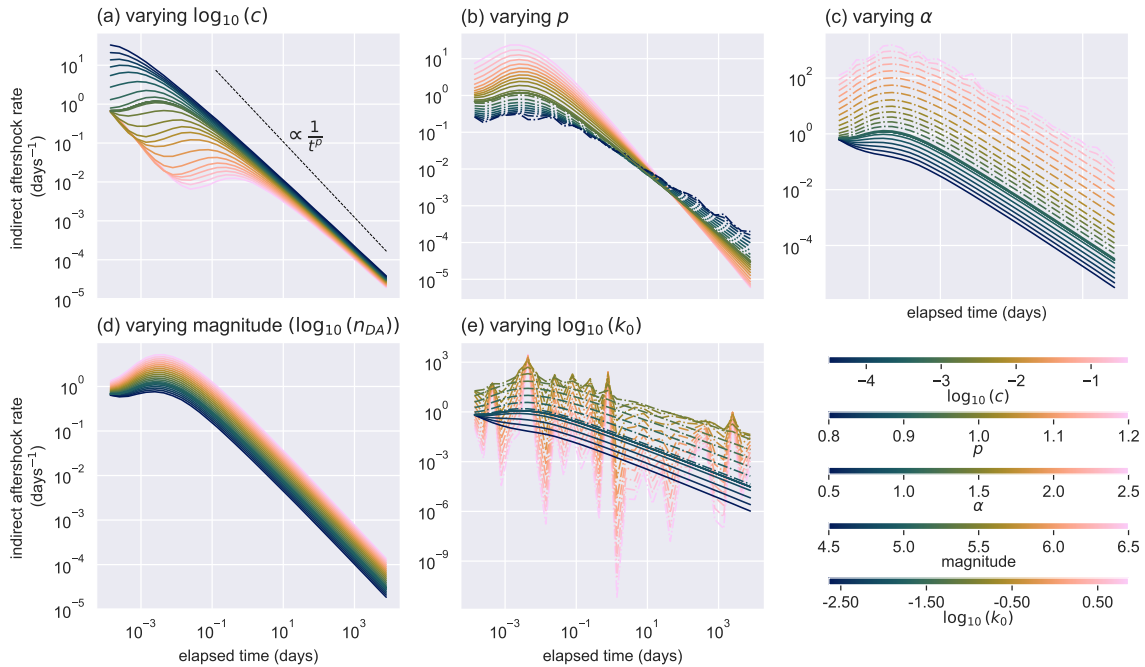 (a) varying log10 (c)
(b) varying p
(c) varying α
indirect aftershock rate
(days−1)
10^1
10^0
10^−1
10^−2
10^−3
10^−4
10^−5
∝ 1/t^p
10^1
10^0
10^−1
10^−2
10^−3
10^−4
10^−5
10^2
10^0
10^−2
10^−4
elapsed time (days)
(d) varying magnitude (log10 (nDA))
(e) varying log10 (k0)
indirect aftershock rate
(days−1)
10^0
10^−1
10^−2
10^−3
10^−4
10^−5
10^−3 10^−1 10^1 10^3
elapsed time (days)
10^3
10^0
10^−3
10^−6
10^−9
10^−3 10^−1 10^1 10^3
elapsed time (days)
−4 −3 −2 −1
log10 (c)
0.8 0.9 1.0 1.1 1.2
p
0.5 1.0 1.5 2.0 2.5
α
4.5 5.0 5.5 6.0 6.5
magnitude
-2.50 -1.50 -0.50 0.50
log10 (k0)